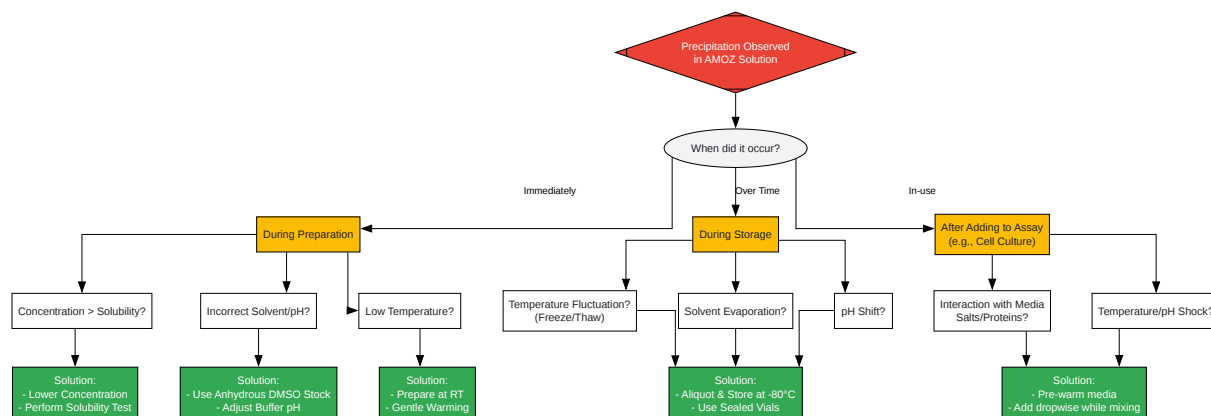 Precipitation Observed
in AMOZ Solution
When did it occur?
Immediately
Over Time
In-use
During Preparation
During Storage
After Adding to Assay
(e.g., Cell Culture)
Concentration > Solubility?
Incorrect Solvent/pH?
Low Temperature?
Temperature Fluctuation?
(Freeze/Thaw)
Solvent Evaporation?
pH Shift?
Interaction with Media
Salts/Proteins?
Temperature/pH Shock?
Solution:
- Lower Concentration
- Perform Solubility Test
Solution:
- Use Anhydrous DMSO Stock
- Adjust Buffer pH
Solution:
- Prepare at RT
- Gentle Warming
Solution:
- Aliquot & Store at -80°C
- Use Sealed Vials
Solution:
- Pre-warm media
- Add dropwise while mixing